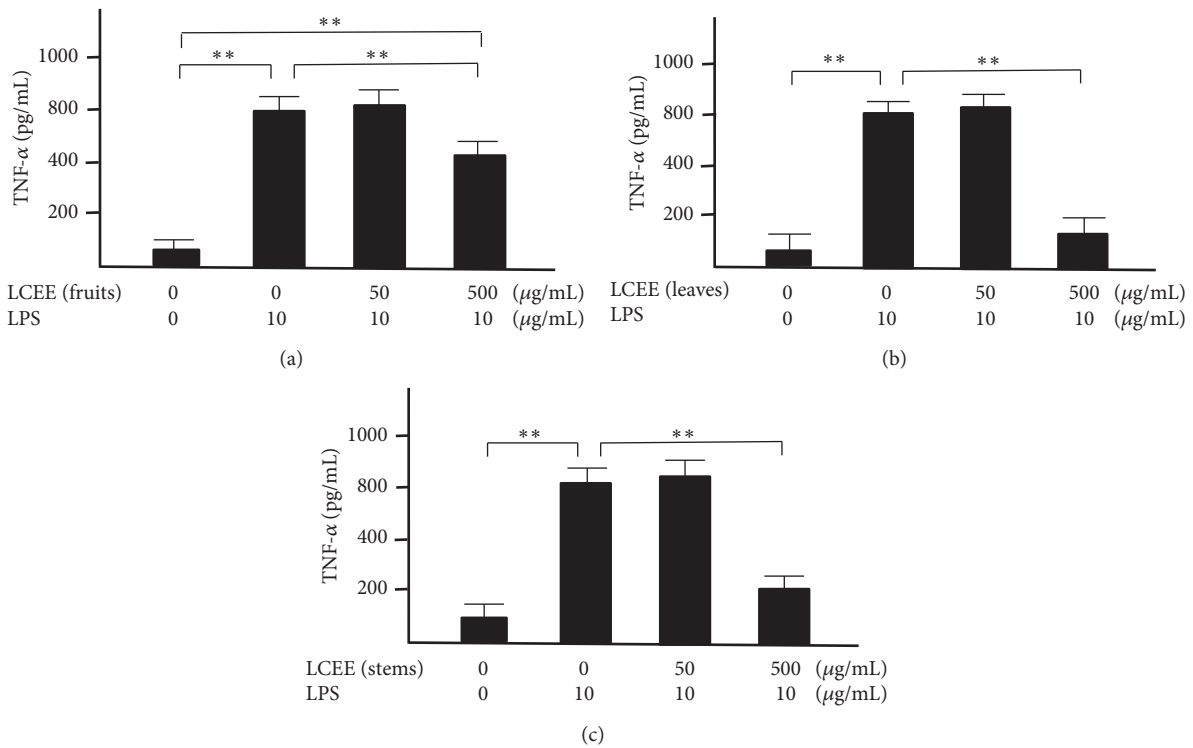 ** 
** **
1000
800
400
200
TNF-α (pg/mL)
LCEE (fruits) 0 0 50 500 (μg/mL)
LPS 0 10 10 10 (μg/mL)
(a)
** **
1000
800
400
200
TNF-α (pg/mL)
LCEE (leaves) 0 0 50 500 (μg/mL)
LPS 0 10 10 10 (μg/mL)
(b)
** **
1000
800
400
200
TNF-α (pg/mL)
LCEE (stems) 0 0 50 500 (μg/mL)
LPS 0 10 10 10 (μg/mL)
(c)